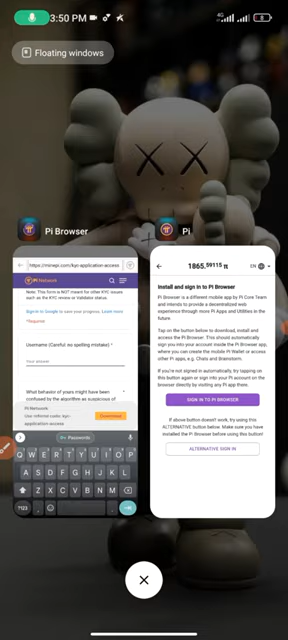 3:50 PM
4G
8
Floating windows
Pi Browser
Pi
https://minepi.com/kyc-application-access
Pi Network
Note: This form is NOT meant for other KYC issues
such as the KYC review or Validator status.
Sign in to Google to save your progress. Learn more
*Required
Username (Careful: no spelling mistake) *
Your answer
What behavior of yours might have been
confused by the algorithm as suspicious of
Pi Network
Use referral code: kyc-
application-access
Download
Passwords
Q W E R T Y U I O P
A S D F G H J K L
Z X C V B N M
?123 , .
1865.59115 π
EN
Install and sign in to Pi Browser
Pi Browser is a different mobile app by Pi Core Team
and intends to provide a decentralized web
experience through more Pi Apps and Utilities in the
future.
Tap on the button below to download, install and
access the Pi Browser. This should automatically
sign you into your account inside the Pi Browser app,
where you can create the mobile Pi Wallet or access
other Pi apps, e.g. Chats and Brainstorm.
If you're not signed in automatically, try tapping on
this button again or sign into your Pi account on the
browser directly by visiting any Pi app there.
SIGN IN TO PI BROWSER
If above button doesn't work, try using this
ALTERNATIVE button below. Make sure you have
installed the Pi Browser before using this button!
ALTERNATIVE SIGN IN